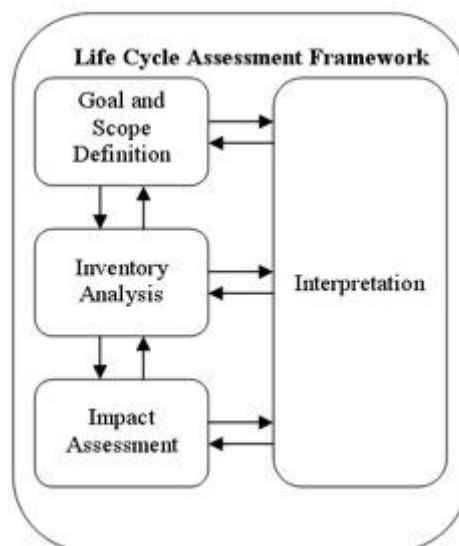 Life Cycle Assessment Framework
Goal and
Scope
Definition
Inventory
Analysis
Impact
Assessment
Interpretation